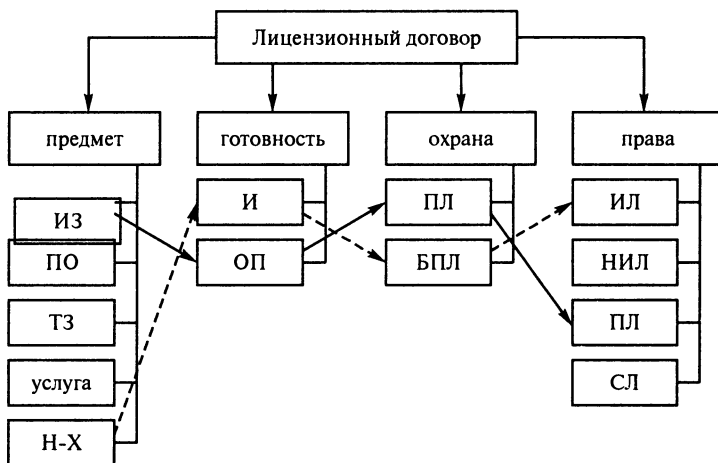 Лицензионный договор
предмет
готовность
охрана
права
ИЗ
И
ПЛ
ИЛ
ПО
ОП
БПЛ
НИЛ
ТЗ
ПЛ
услуга
СЛ
Н-Х